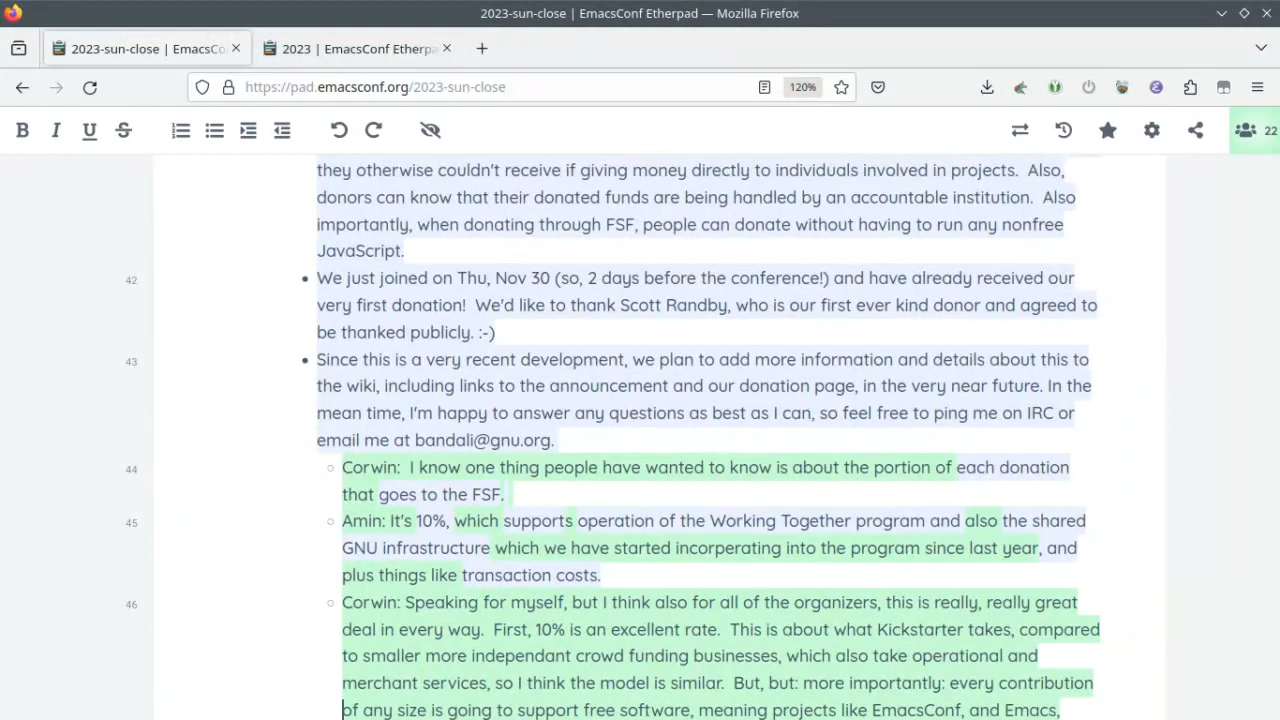 2023-sun-close | EmacsConf Etherpad — Mozilla Firefox
2023-sun-close | EmacsCo
2023 | EmacsConf Etherpa
https://pad.emacsconf.org/2023-sun-close
120%
B I U S
22
they otherwise couldn't receive if giving money directly to individuals involved in projects.  Also,
donors can know that their donated funds are being handled by an accountable institution.  Also
importantly, when donating through FSF, people can donate without having to run any nonfree
JavaScript.
42
We just joined on Thu, Nov 30 (so, 2 days before the conference!) and have already received our
very first donation!  We'd like to thank Scott Randby, who is our first ever kind donor and agreed to
be thanked publicly. :-)
43
Since this is a very recent development, we plan to add more information and details about this to
the wiki, including links to the announcement and our donation page, in the very near future. In the
mean time, I'm happy to answer any questions as best as I can, so feel free to ping me on IRC or
email me at bandali@gnu.org.
44
Corwin:  I know one thing people have wanted to know is about the portion of each donation
that goes to the FSF.
45
Amin: It's 10%, which supports operation of the Working Together program and also the shared
GNU infrastructure which we have started incorperating into the program since last year, and
plus things like transaction costs.
46
Corwin: Speaking for myself, but I think also for all of the organizers, this is really, really great
deal in every way.  First, 10% is an excellent rate.  This is about what Kickstarter takes, compared
to smaller more independant crowd funding businesses, which also take operational and
merchant services, so I think the model is similar.  But, but: more importantly: every contribution
of any size is going to support free software, meaning projects like EmacsConf, and Emacs,